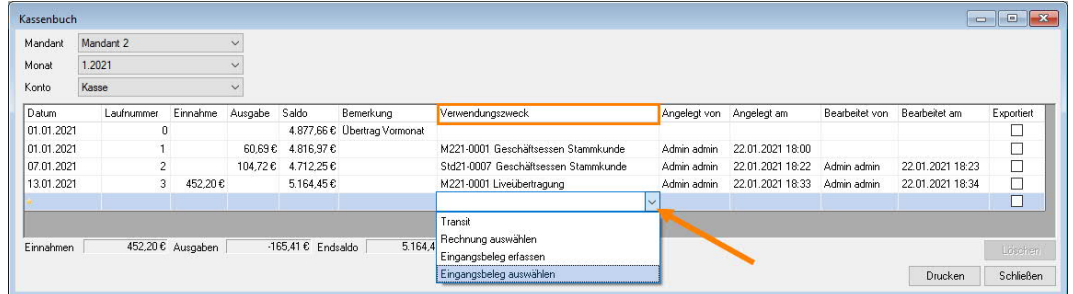 Kassenbuch
Mandant Mandant 2
Monat 1.2021
Konto Kasse
Datum Laufnummer Einnahme Ausgabe Saldo Bemerkung Verwendungszweck Angelegt von Angelegt am Bearbeitet von Bearbeitet am Exportiert
01.01.2021 0 4.877,66 € Übertrag Vormonat
01.01.2021 1 60,69 € 4.816,97 € M221-0001 Geschäftsessen Stammkunde Admin admin 22.01.2021 18:00
07.01.2021 2 104,72 € 4.712,25 € Std21-0007 Geschäftsessen Stammkunde Admin admin 22.01.2021 18:22 Admin admin 22.01.2021 18:23
13.01.2021 3 452,20 € 5.164,45 € M221-0001 Liveübertragung Admin admin 22.01.2021 18:33 Admin admin 22.01.2021 18:34
Transit
Rechnung auswählen
Eingangsbeleg erfassen
Eingangsbeleg auswählen
Einnahmen 452,20 € Ausgaben -165,41 € Endsaldo 5.164,4
Löschen
Drucken Schließen